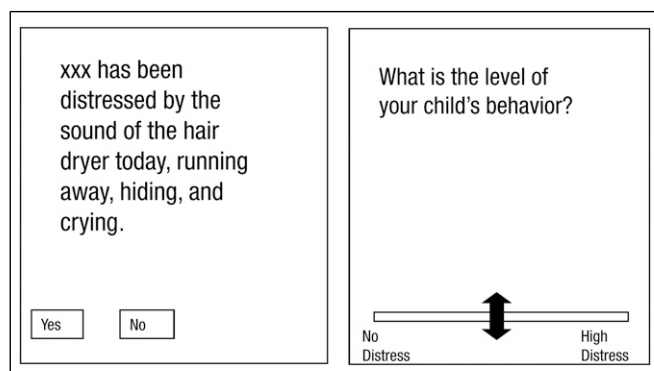 xxx has been
distressed by the
sound of the hair
dryer today, running
away, hiding, and
crying.
Yes
No
What is the level of
your child's behavior?
No
Distress
High
Distress